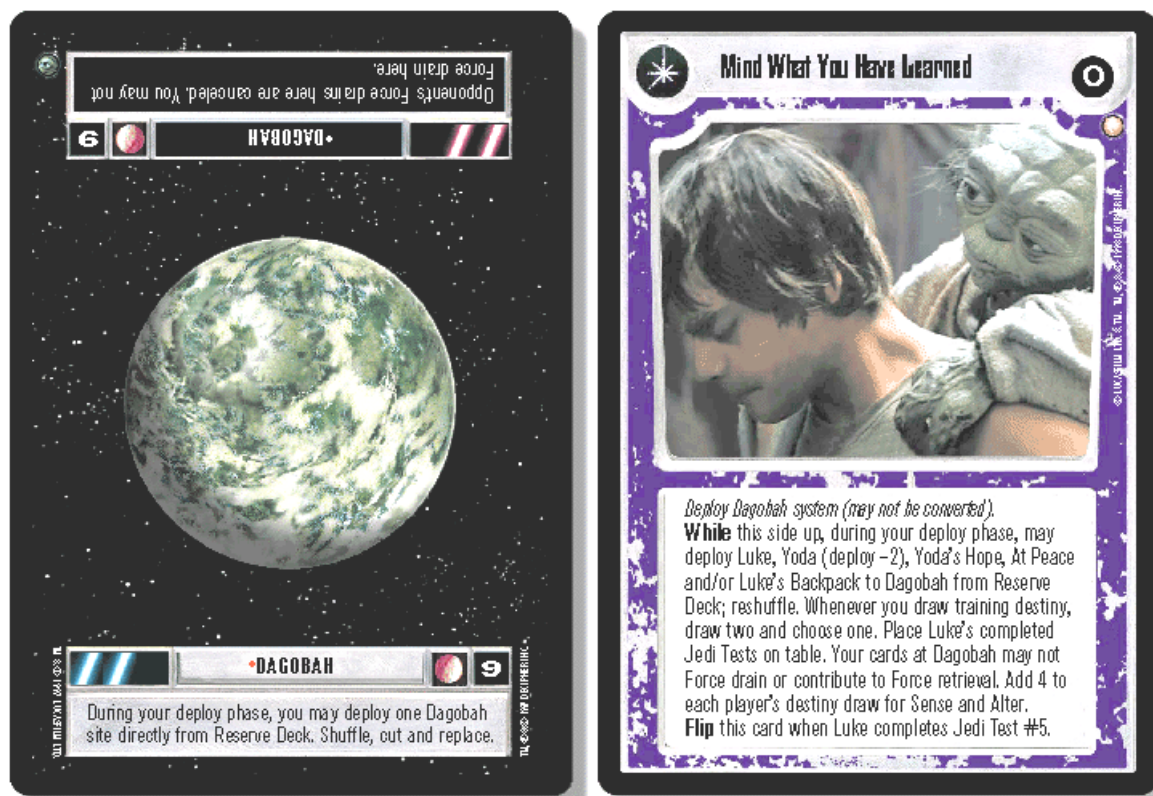 Opponent's Force drains here are canceled. You may not
Force drain here.
•DAGOBAH
6
•DAGOBAH
9
During your deploy phase, you may deploy one Dagobah
site directly from Reserve Deck. Shuffle, cut and replace.
Mind What You Have Learned
0
Deploy Dagobah system (may not be converted).
While this side up, during your deploy phase, may
deploy Luke, Yoda (deploy –2), Yoda's Hope, At Peace
and/or Luke's Backpack to Dagobah from Reserve
Deck; reshuffle. Whenever you draw training destiny,
draw two and choose one. Place Luke's completed
Jedi Tests on table. Your cards at Dagobah may not
Force drain or contribute to Force retrieval. Add 4 to
each player's destiny draw for Sense and Alter.
Flip this card when Luke completes Jedi Test #5.